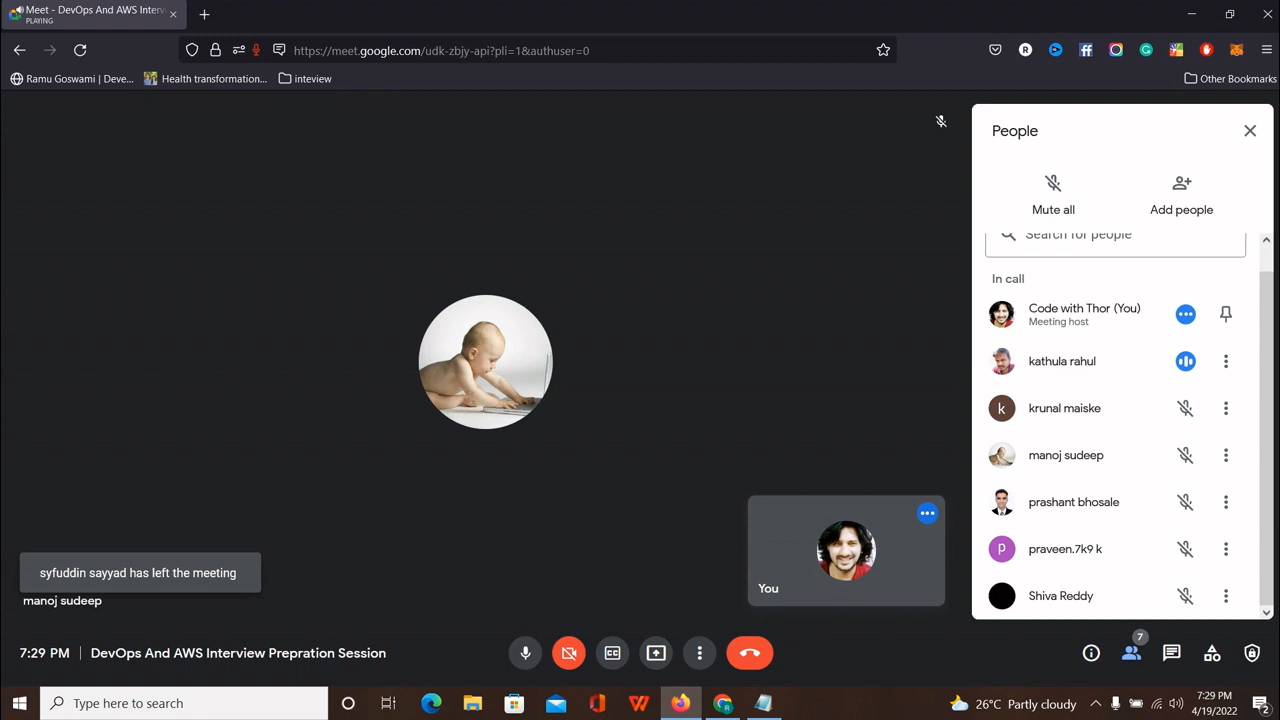 Meet - DevOps And AWS Interv
PLAYING
https://meet.google.com/udk-zbjy-api?pli=1&authuser=0
Ramu Goswami | Deve...
Health transformation...
inteview
Other Bookmarks
People
Mute all
Add people
Search for people
In call
Code with Thor (You)
Meeting host
kathula rahul
k
krunal maiske
manoj sudeep
prashant bhosale
p
praveen.7k9 k
Shiva Reddy
You
syfuddin sayyad has left the meeting
manoj sudeep
7:29 PM | DevOps And AWS Interview Prepration Session
7
Type here to search
26°C Partly cloudy
7:29 PM
4/19/2022
2